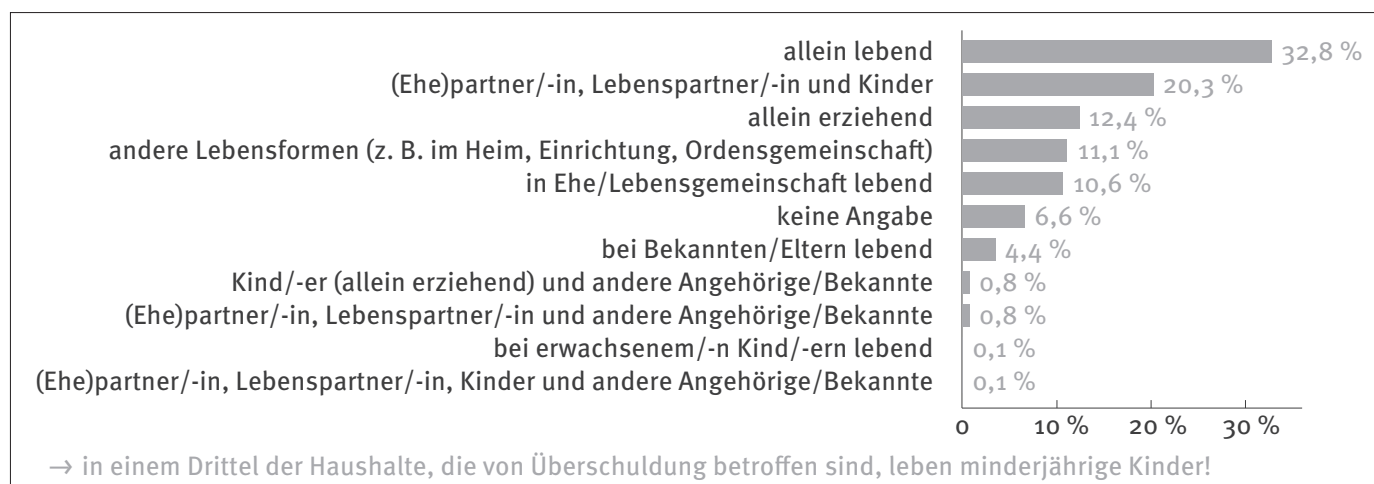 allein lebend 32,8 %
(Ehe)partner/-in, Lebenspartner/-in und Kinder 20,3 %
allein erziehend 12,4 %
andere Lebensformen (z. B. im Heim, Einrichtung, Ordensgemeinschaft) 11,1 %
in Ehe/Lebensgemeinschaft lebend 10,6 %
keine Angabe 6,6 %
bei Bekannten/Eltern lebend 4,4 %
Kind/-er (allein erziehend) und andere Angehörige/Bekannte 0,8 %
(Ehe)partner/-in, Lebenspartner/-in und andere Angehörige/Bekannte 0,8 %
bei erwachsenem/-n Kind/-ern lebend 0,1 %
(Ehe)partner/-in, Lebenspartner/-in, Kinder und andere Angehörige/Bekannte 0,1 %
0 10 % 20 % 30 %
→ in einem Drittel der Haushalte, die von Überschuldung betroffen sind, leben minderjährige Kinder!